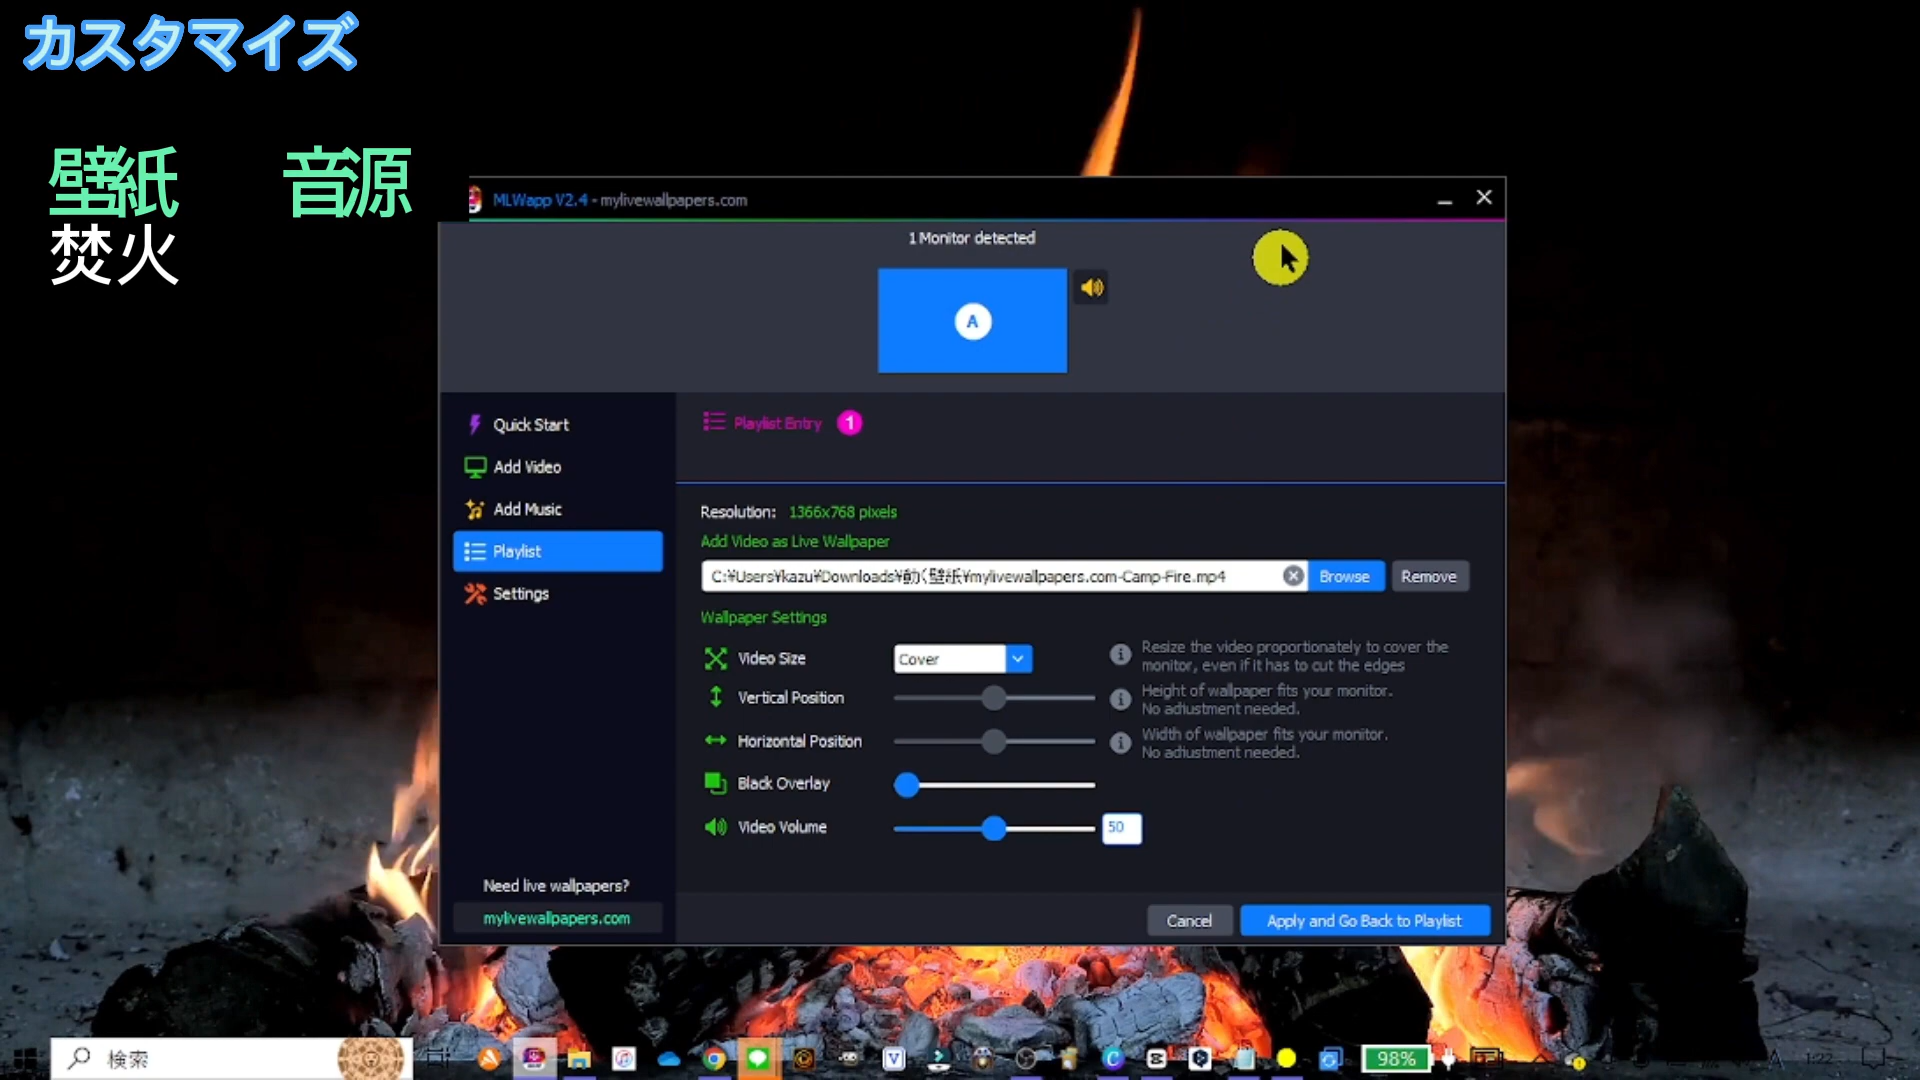 カスタマイズ
壁紙 音源
焚火
MLWapp V2.4 - mylivewallpapers.com
1 Monitor detected
A
Quick Start
Add Video
Add Music
Playlist
Settings
Need live wallpapers?
mylivewallpapers.com
Playlist Entry 1
Resolution: 1366x768 pixels
Add Video as Live Wallpaper
C:¥Users¥kazu¥Downloads¥動く壁紙¥mylivewallpapers.com-Camp-Fire.mp4
Browse
Remove
Wallpaper Settings
Video Size
Cover
Resize the video proportionately to cover the
monitor, even if it has to cut the edges
Vertical Position
Height of wallpaper fits your monitor.
No adjustment needed.
Horizontal Position
Width of wallpaper fits your monitor.
No adjustment needed.
Black Overlay
Video Volume
50
Cancel
Apply and Go Back to Playlist
検索
98%
A
1:22